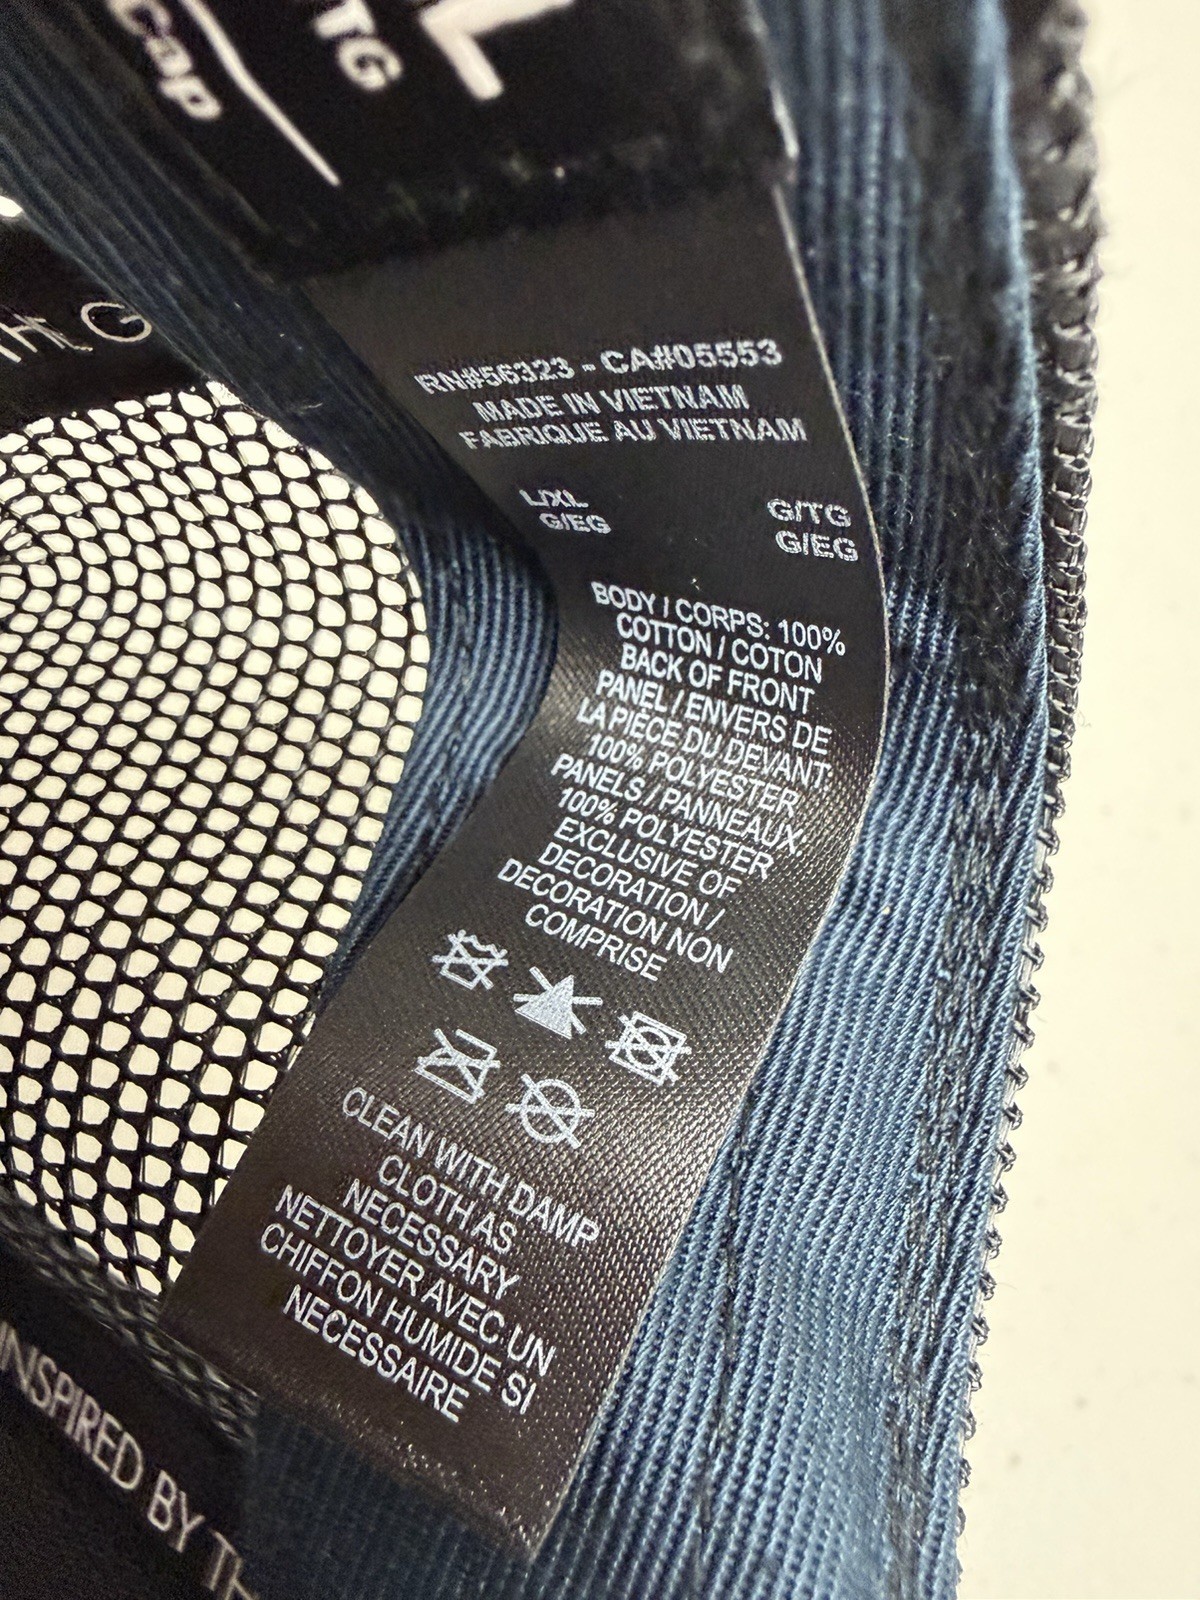 Cap
TG
L
THE G
RN#56323 - CA#05553
MADE IN VIETNAM
FABRIQUE AU VIETNAM
L/XL G/TG
G/EG G/EG
BODY / CORPS: 100%
COTTON / COTON
BACK OF FRONT
PANEL / ENVERS DE
LA PIÈCE DU DEVANT:
100% POLYESTER
PANELS / PANNEAUX
100% POLYESTER
EXCLUSIVE OF
DECORATION /
DECORATION NON
COMPRISE
CLEAN WITH DAMP
CLOTH AS
NECESSARY
NETTOYER AVEC UN
CHIFFON HUMIDE SI
NECESSAIRE
INSPIRED BY TH